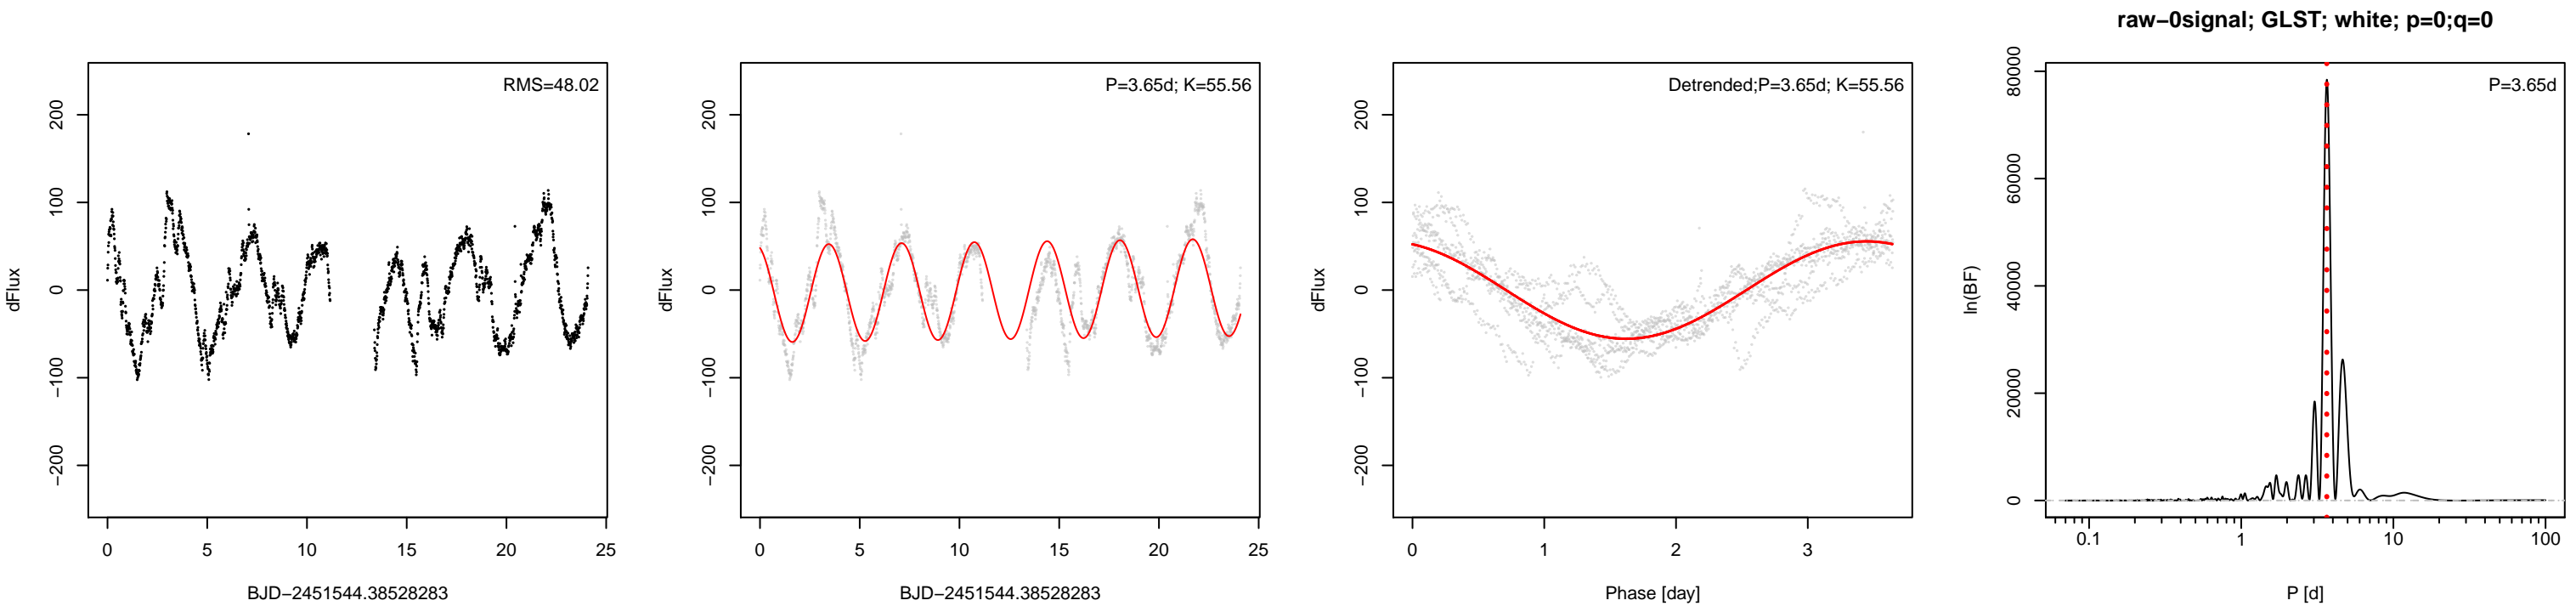 raw−0signal; GLST; white; p=0;q=0
RMS=48.02
dFlux
200
100
0
−100
−200
0 5 10 15 20 25
BJD−2451544.38528283
P=3.65d; K=55.56
dFlux
200
100
0
−100
−200
0 5 10 15 20 25
BJD−2451544.38528283
Detrended;P=3.65d; K=55.56
dFlux
200
100
0
−100
−200
0 1 2 3
Phase [day]
P=3.65d
ln(BF)
80000
60000
40000
20000
0
0.1 1 10 100
P [d]